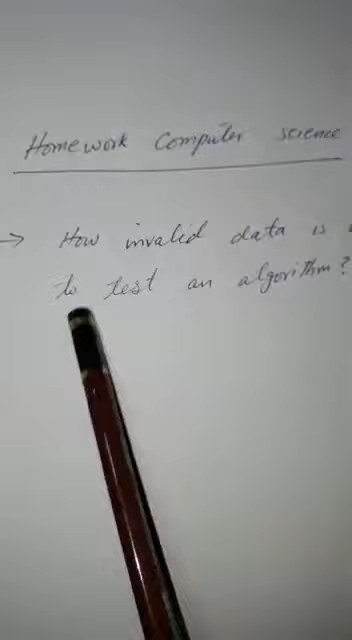 Homework Computer science
→ How invalid data is
to test an algorithm?